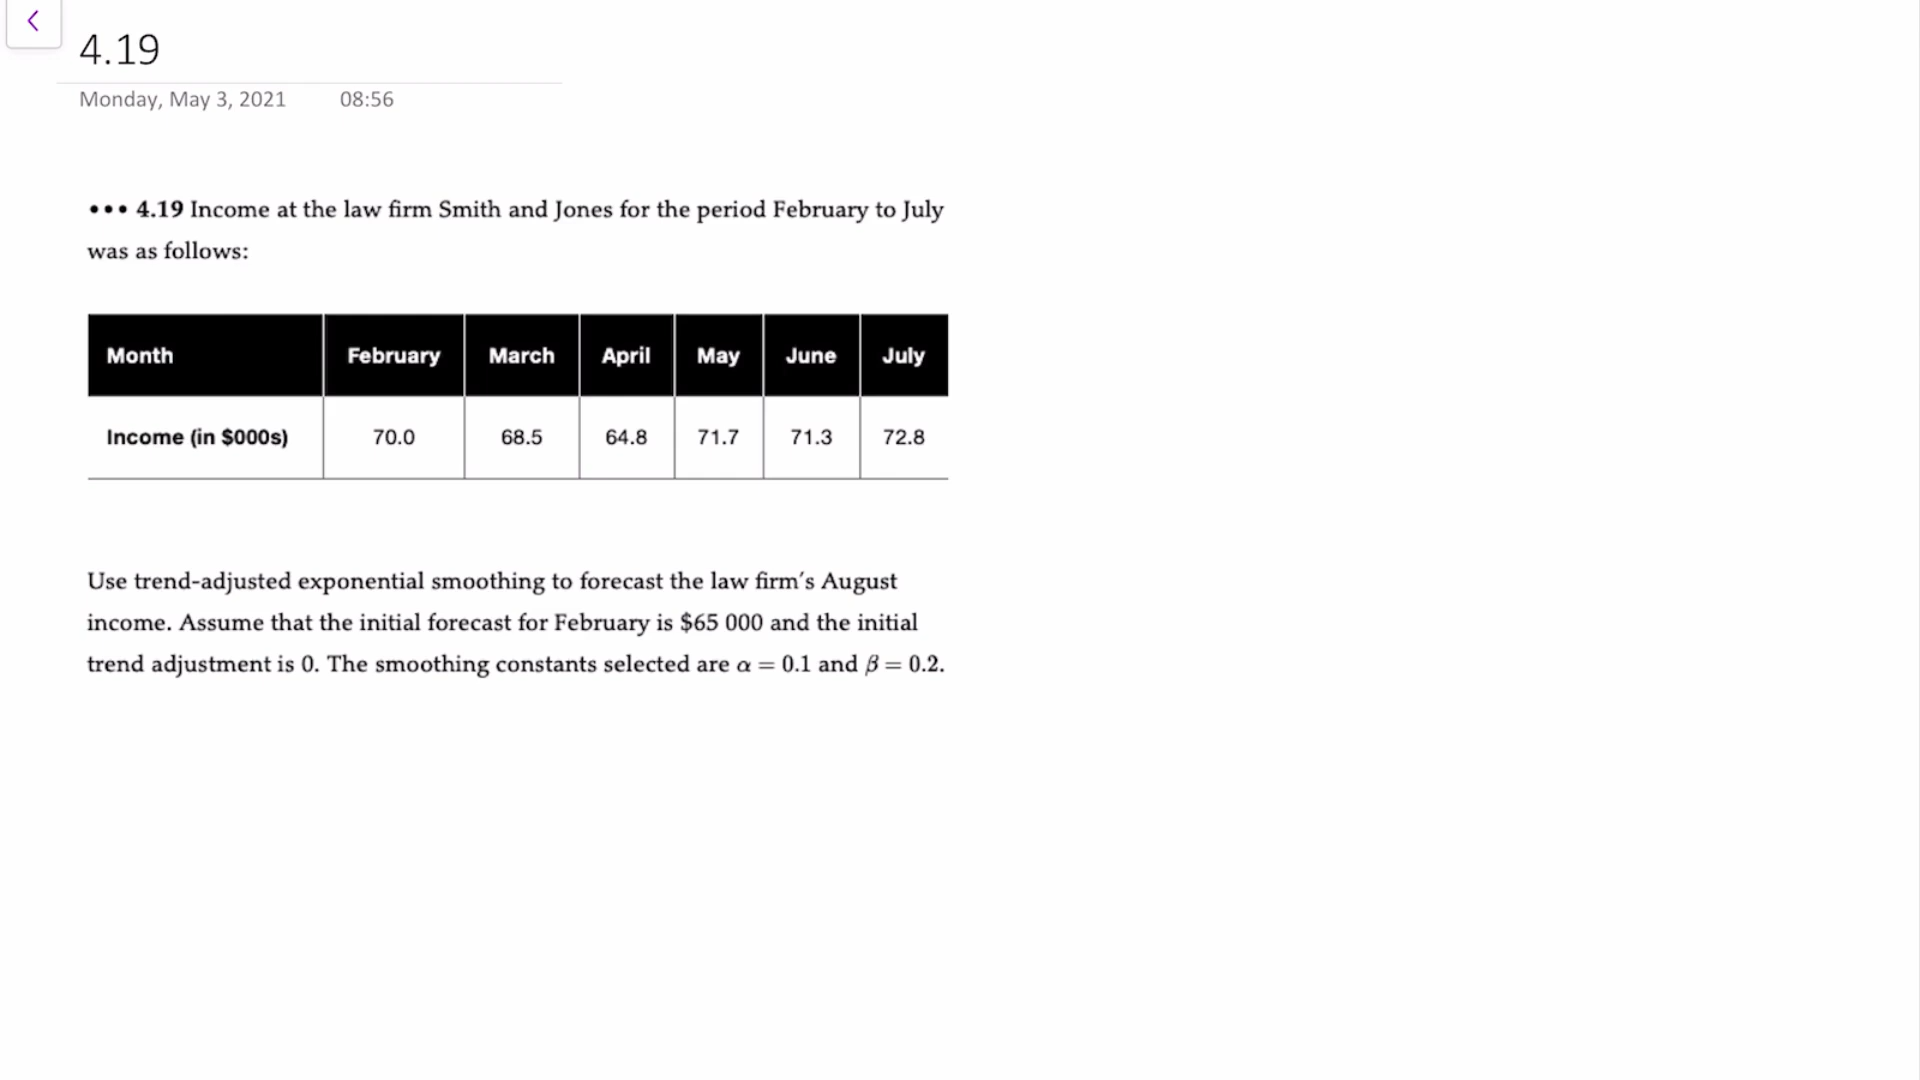 4.19
Monday, May 3, 2021 08:56
••• 4.19 Income at the law firm Smith and Jones for the period February to July
was as follows:
Month February March April May June July
Income (in $000s) 70.0 68.5 64.8 71.7 71.3 72.8
Use trend-adjusted exponential smoothing to forecast the law firm's August
income. Assume that the initial forecast for February is $65 000 and the initial
trend adjustment is 0. The smoothing constants selected are α = 0.1 and β = 0.2.